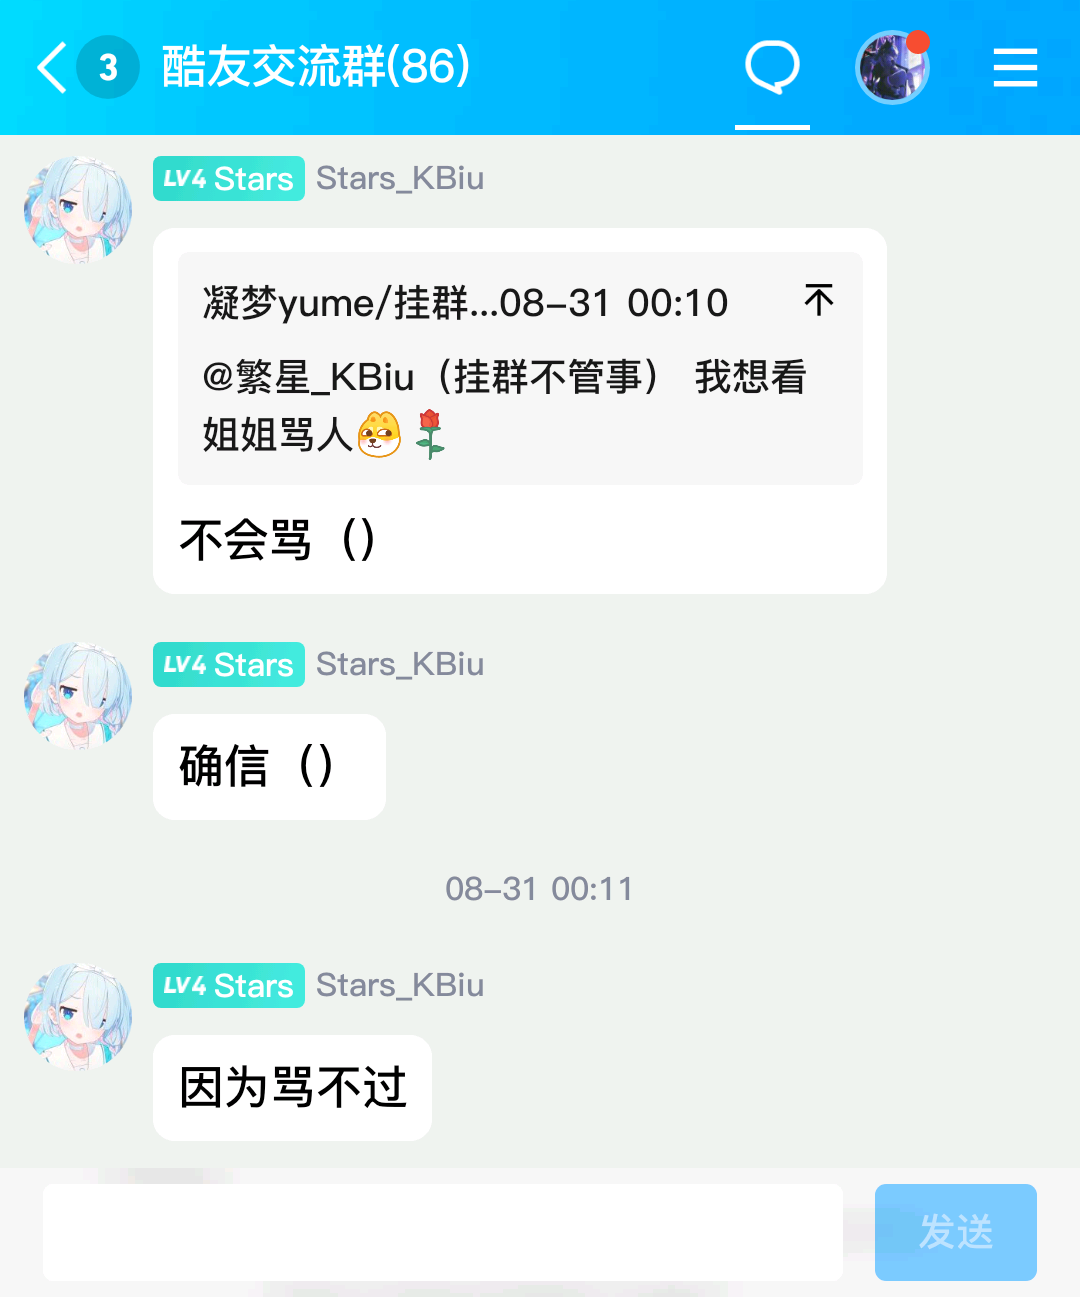 3 酷友交流群(86)
LV4 Stars Stars_KBiu
凝梦yume/挂群...08-31 00:10
@繁星_KBiu（挂群不管事） 我想看
姐姐骂人
不会骂（）
LV4 Stars Stars_KBiu
确信（）
08-31 00:11
LV4 Stars Stars_KBiu
因为骂不过
发送